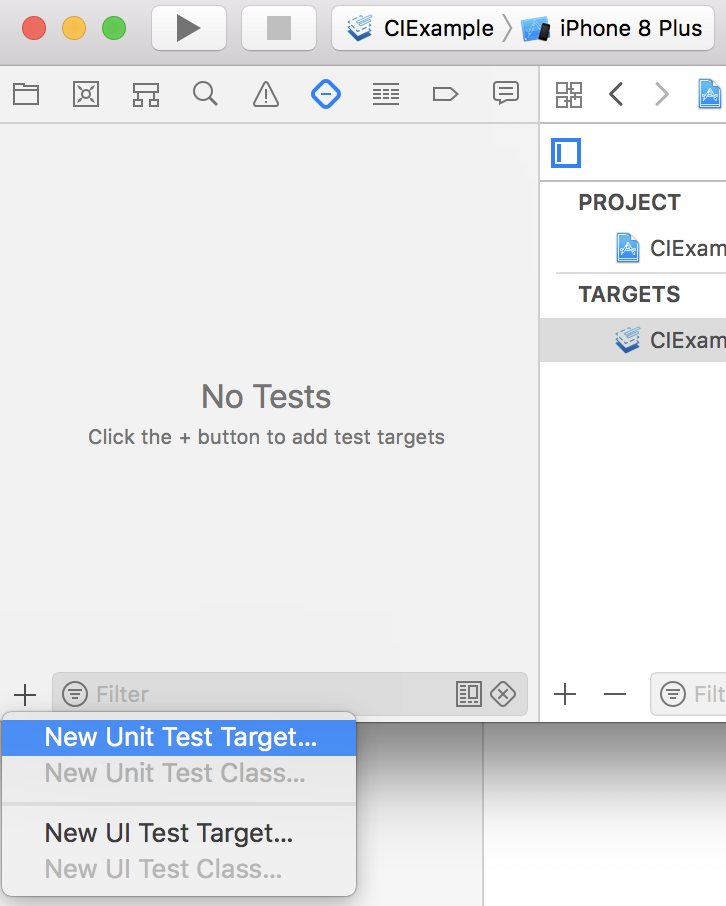 CIExample
iPhone 8 Plus
PROJECT
CIExam
TARGETS
CIExam
No Tests
Click the + button to add test targets
Filter
Filt
New Unit Test Target...
New Unit Test Class...
New UI Test Target...
New UI Test Class...